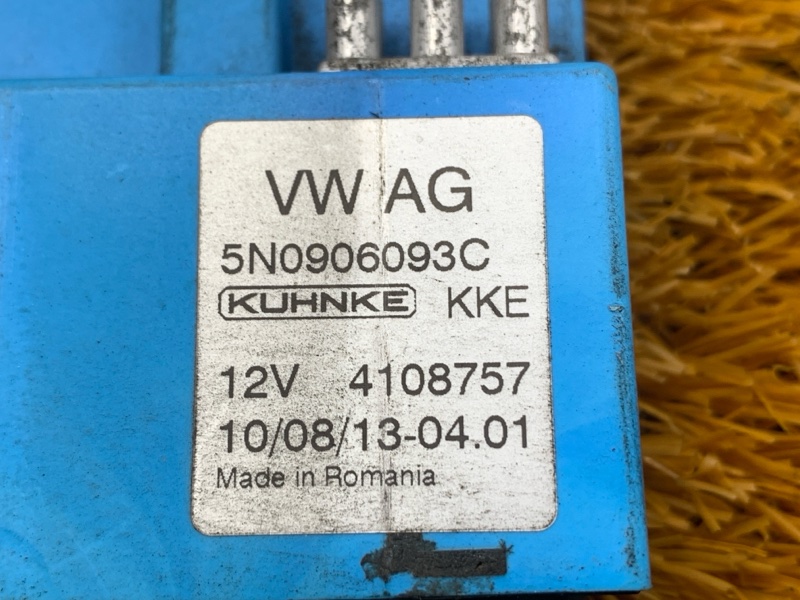 VW AG
5N0906093C
KUHNKE KKE
12V 4108757
10/08/13-04.01
Made in Romania